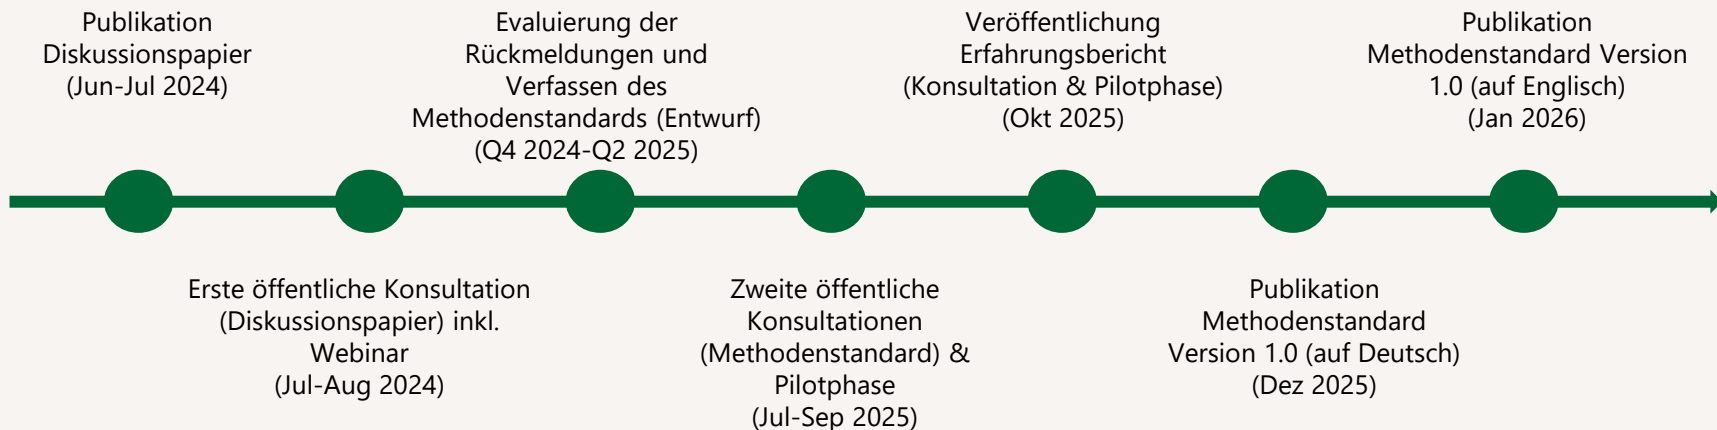 Publikation
Diskussionspapier
(Jun-Jul 2024)
Erste öffentliche Konsultation
(Diskussionspapier) inkl.
Webinar
(Jul-Aug 2024)
Evaluierung der
Rückmeldungen und
Verfassen des
Methodenstandards (Entwurf)
(Q4 2024-Q2 2025)
Zweite öffentliche
Konsultationen
(Methodenstandard) &
Pilotphase
(Jul-Sep 2025)
Veröffentlichung
Erfahrungsbericht
(Konsultation & Pilotphase)
(Okt 2025)
Publikation
Methodenstandard
Version 1.0 (auf Deutsch)
(Dez 2025)
Publikation
Methodenstandard Version
1.0 (auf Englisch)
(Jan 2026)